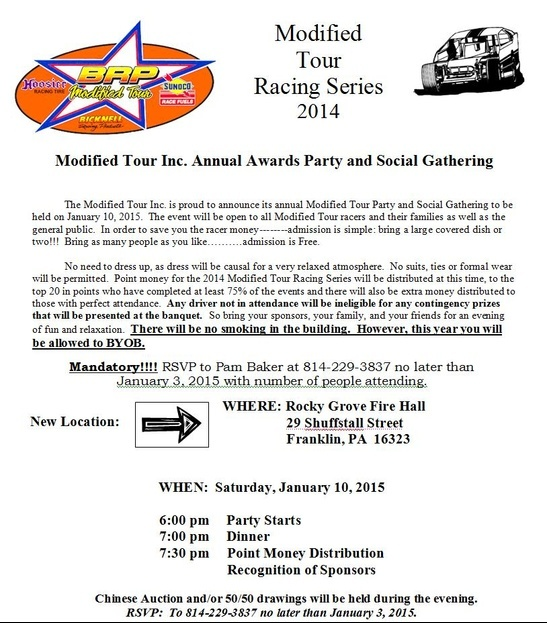 Modified
Tour
Racing Series
2014
Hoosier
RACING TIRE
BRP
Modified Tour
SUNOCO
RACE FUELS
BICKNELL
Racing Products
Modified Tour Inc. Annual Awards Party and Social Gathering
The Modified Tour Inc. is proud to announce its annual Modified Tour Party and Social Gathering to be
held on January 10, 2015.  The event will be open to all Modified Tour racers and their families as well as the
general public.  In order to save you the racer money--------admission is simple: bring a large covered dish or
two!!!  Bring as many people as you like……….admission is Free.
No need to dress up, as dress will be causal for a very relaxed atmosphere.  No suits, ties or formal wear
will be permitted.  Point money for the 2014 Modified Tour Racing Series will be distributed at this time, to the
top 20 in points who have completed at least 75% of the events and there will also be extra money distributed to
those with perfect attendance.  Any driver not in attendance will be ineligible for any contingency prizes
that will be presented at the banquet.  So bring your sponsors, your family, and your friends for an evening
of fun and relaxation.  There will be no smoking in the building.  However, this year you will
be allowed to BYOB.
Mandatory!!!! RSVP to Pam Baker at 814-229-3837 no later than
January 3, 2015 with number of people attending.
New Location:
WHERE: Rocky Grove Fire Hall
29 Shuffstall Street
Franklin, PA  16323
WHEN:  Saturday, January 10, 2015
6:00 pm Party Starts
7:00 pm Dinner
7:30 pm Point Money Distribution
Recognition of Sponsors
Chinese Auction and/or 50/50 drawings will be held during the evening.
RSVP:  To 814-229-3837 no later than January 3, 2015.